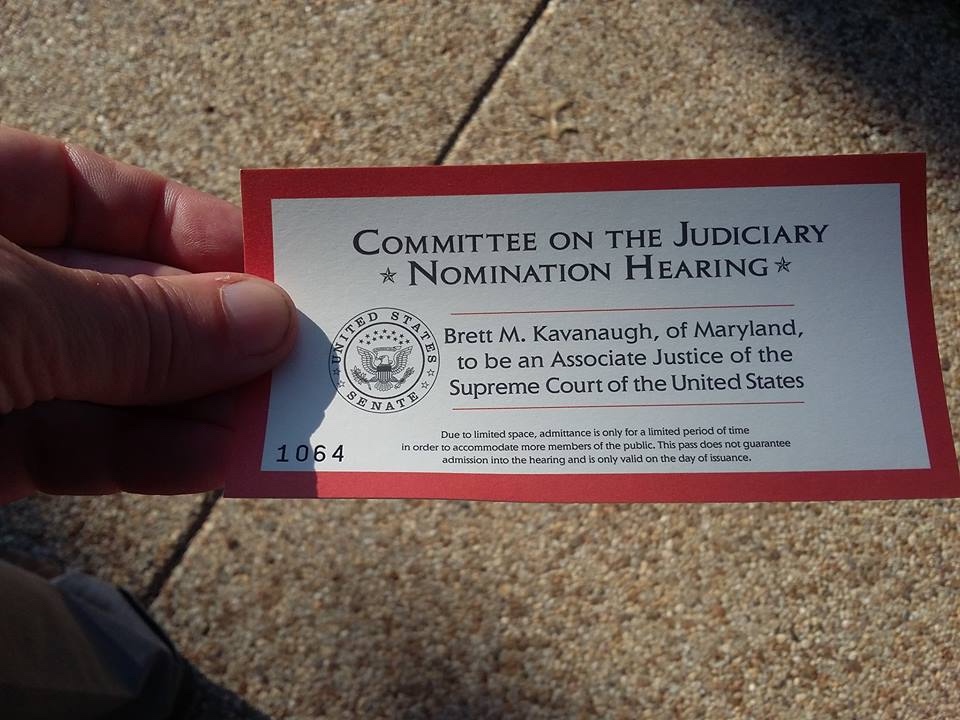 COMMITTEE ON THE JUDICIARY
NOMINATION HEARING
UNITED STATES
SENATE
Brett M. Kavanaugh, of Maryland,
to be an Associate Justice of the
Supreme Court of the United States
Due to limited space, admittance is only for a limited period of time
in order to accommodate more members of the public. This pass does not guarantee
admission into the hearing and is only valid on the day of issuance.
1064